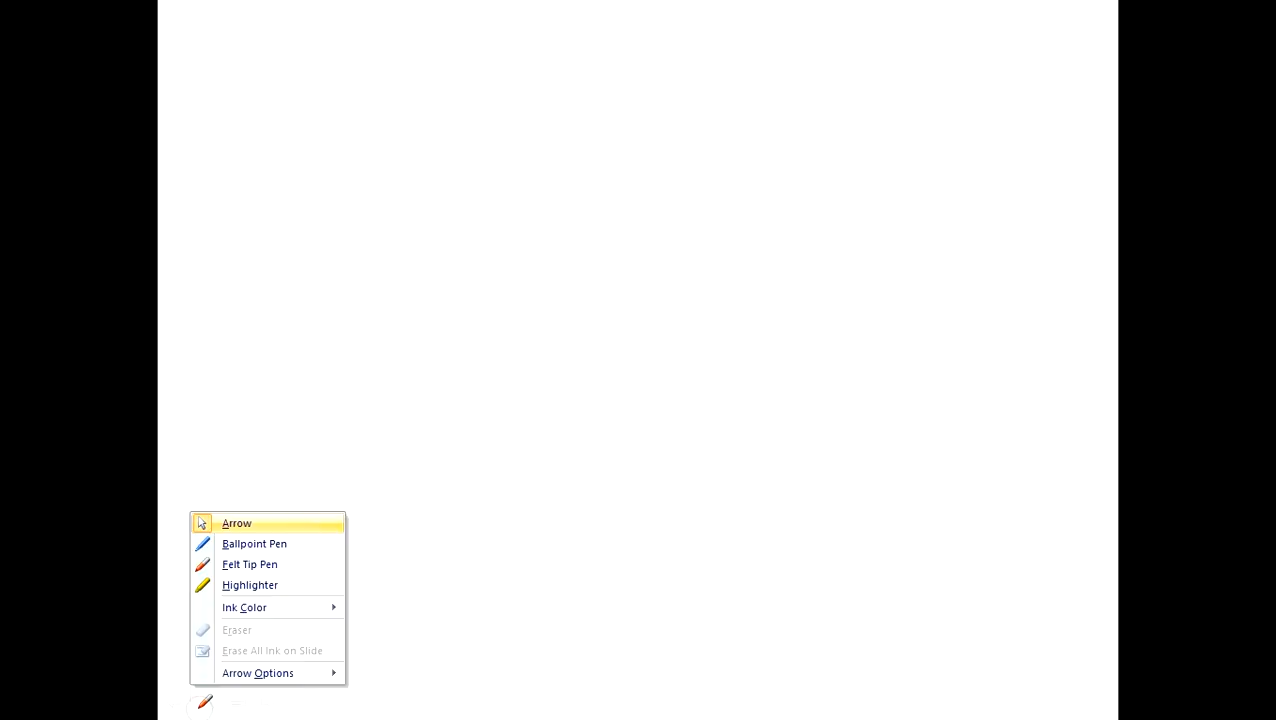 Arrow
Ballpoint Pen
Felt Tip Pen
Highlighter
Ink Color
Eraser
Erase All Ink on Slide
Arrow Options